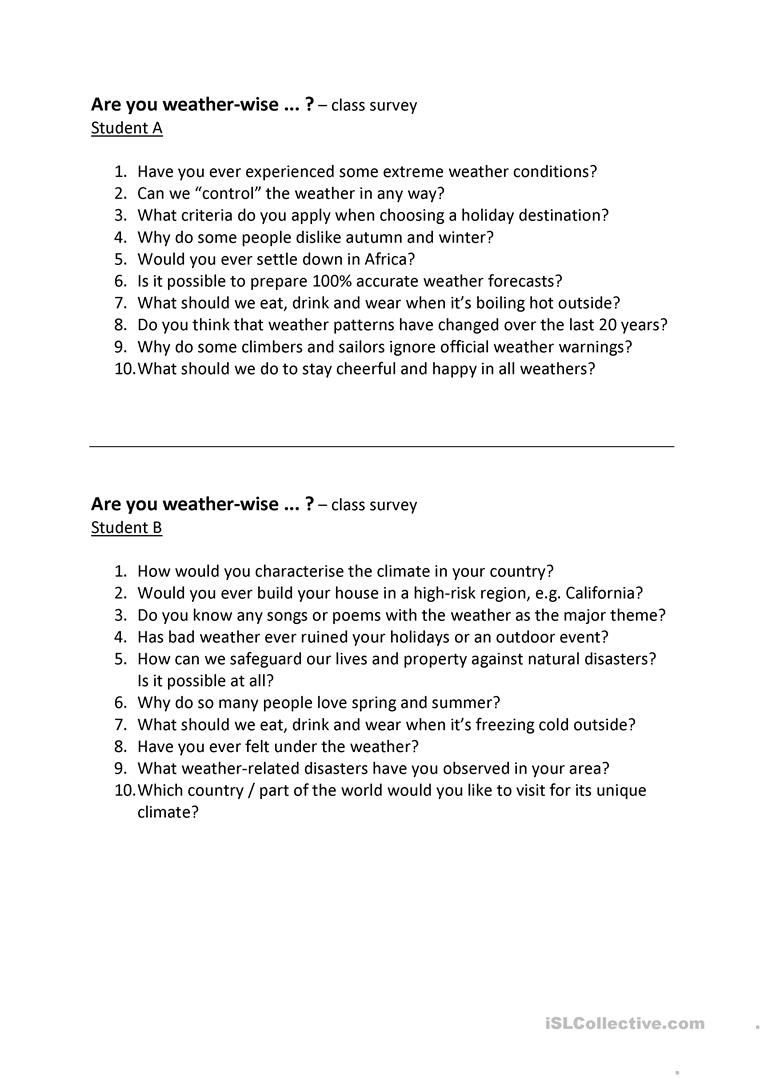 Are you weather-wise ... ? – class survey
Student A
1. Have you ever experienced some extreme weather conditions?
2. Can we “control” the weather in any way?
3. What criteria do you apply when choosing a holiday destination?
4. Why do some people dislike autumn and winter?
5. Would you ever settle down in Africa?
6. Is it possible to prepare 100% accurate weather forecasts?
7. What should we eat, drink and wear when it’s boiling hot outside?
8. Do you think that weather patterns have changed over the last 20 years?
9. Why do some climbers and sailors ignore official weather warnings?
10. What should we do to stay cheerful and happy in all weathers?
Are you weather-wise ... ? – class survey
Student B
1. How would you characterise the climate in your country?
2. Would you ever build your house in a high-risk region, e.g. California?
3. Do you know any songs or poems with the weather as the major theme?
4. Has bad weather ever ruined your holidays or an outdoor event?
5. How can we safeguard our lives and property against natural disasters?
Is it possible at all?
6. Why do so many people love spring and summer?
7. What should we eat, drink and wear when it’s freezing cold outside?
8. Have you ever felt under the weather?
9. What weather-related disasters have you observed in your area?
10. Which country / part of the world would you like to visit for its unique
climate?
iSLCollective.com